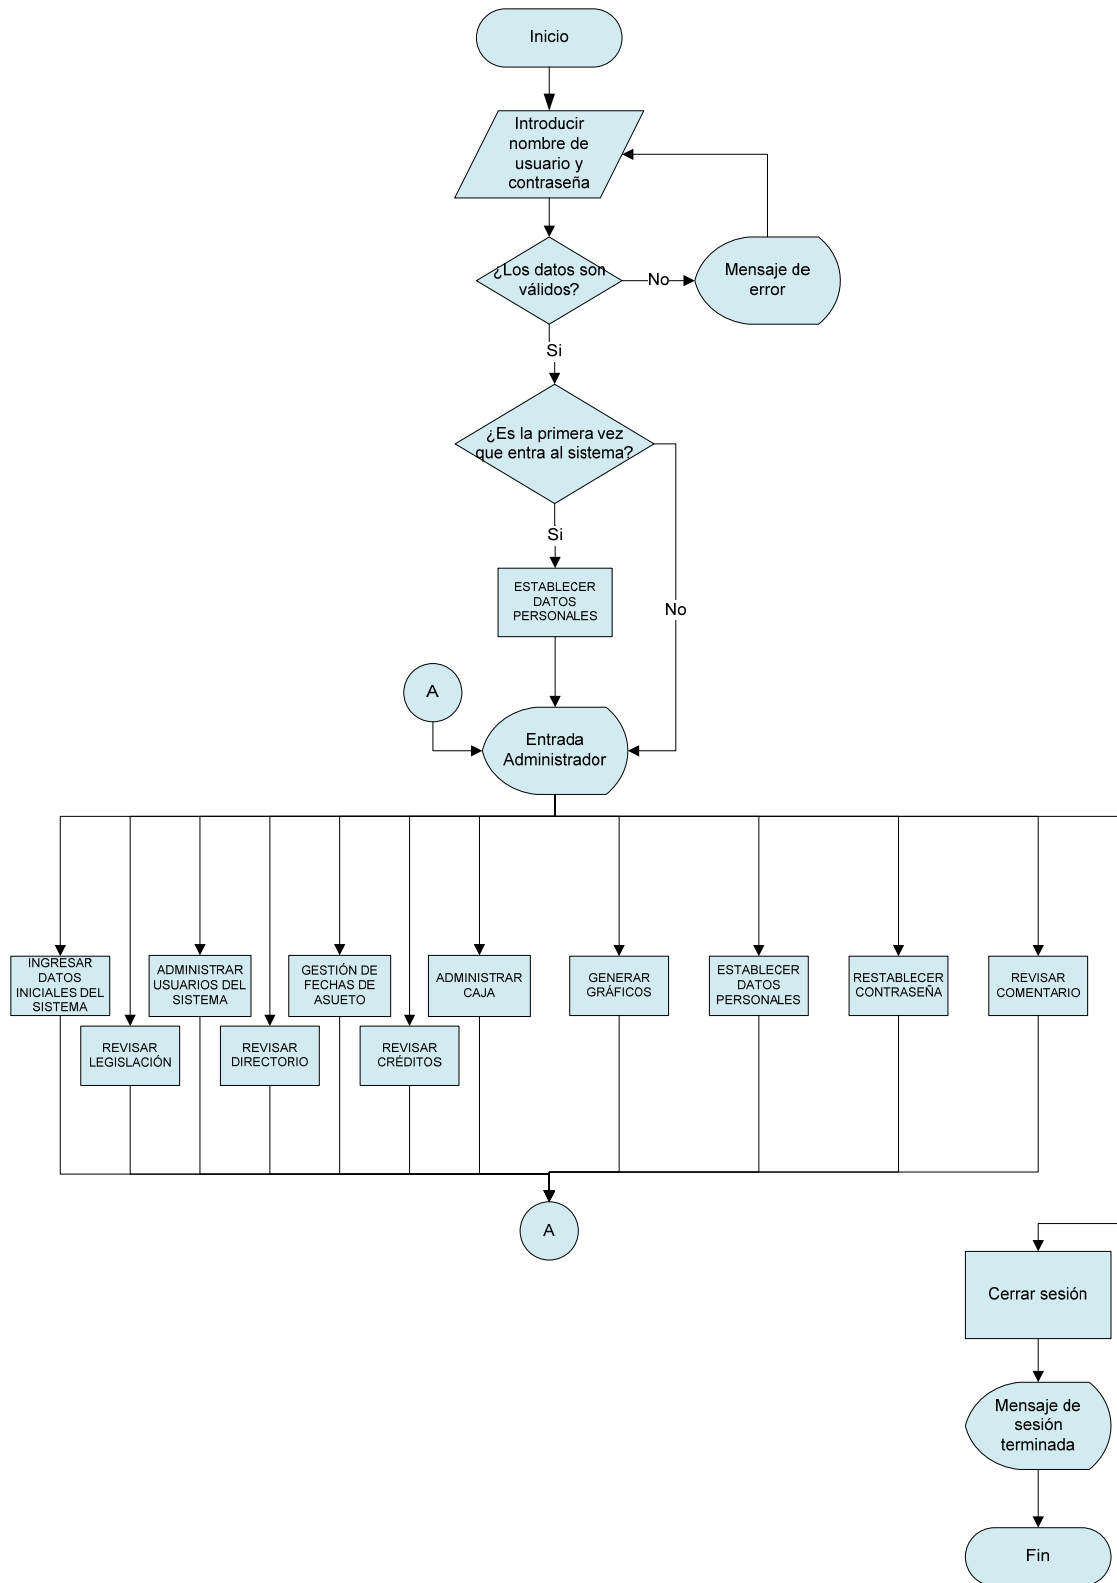 Inicio
Introducir
nombre de
usuario y
contraseña
¿Los datos son
válidos?
No
Mensaje de
error
Si
¿Es la primera vez
que entra al sistema?
Si
ESTABLECER
DATOS
PERSONALES
No
A
Entrada
Administrador
INGRESAR
DATOS
INICIALES DEL
SISTEMA
ADMINISTRAR
USUARIOS DEL
SISTEMA
GESTIÓN DE
FECHAS DE
ASUETO
ADMINISTRAR
CAJA
GENERAR
GRÁFICOS
ESTABLECER
DATOS
PERSONALES
RESTABLECER
CONTRASEÑA
REVISAR
COMENTARIO
REVISAR
LEGISLACIÓN
REVISAR
DIRECTORIO
REVISAR
CRÉDITOS
A
Cerrar sesión
Mensaje de
sesión
terminada
Fin